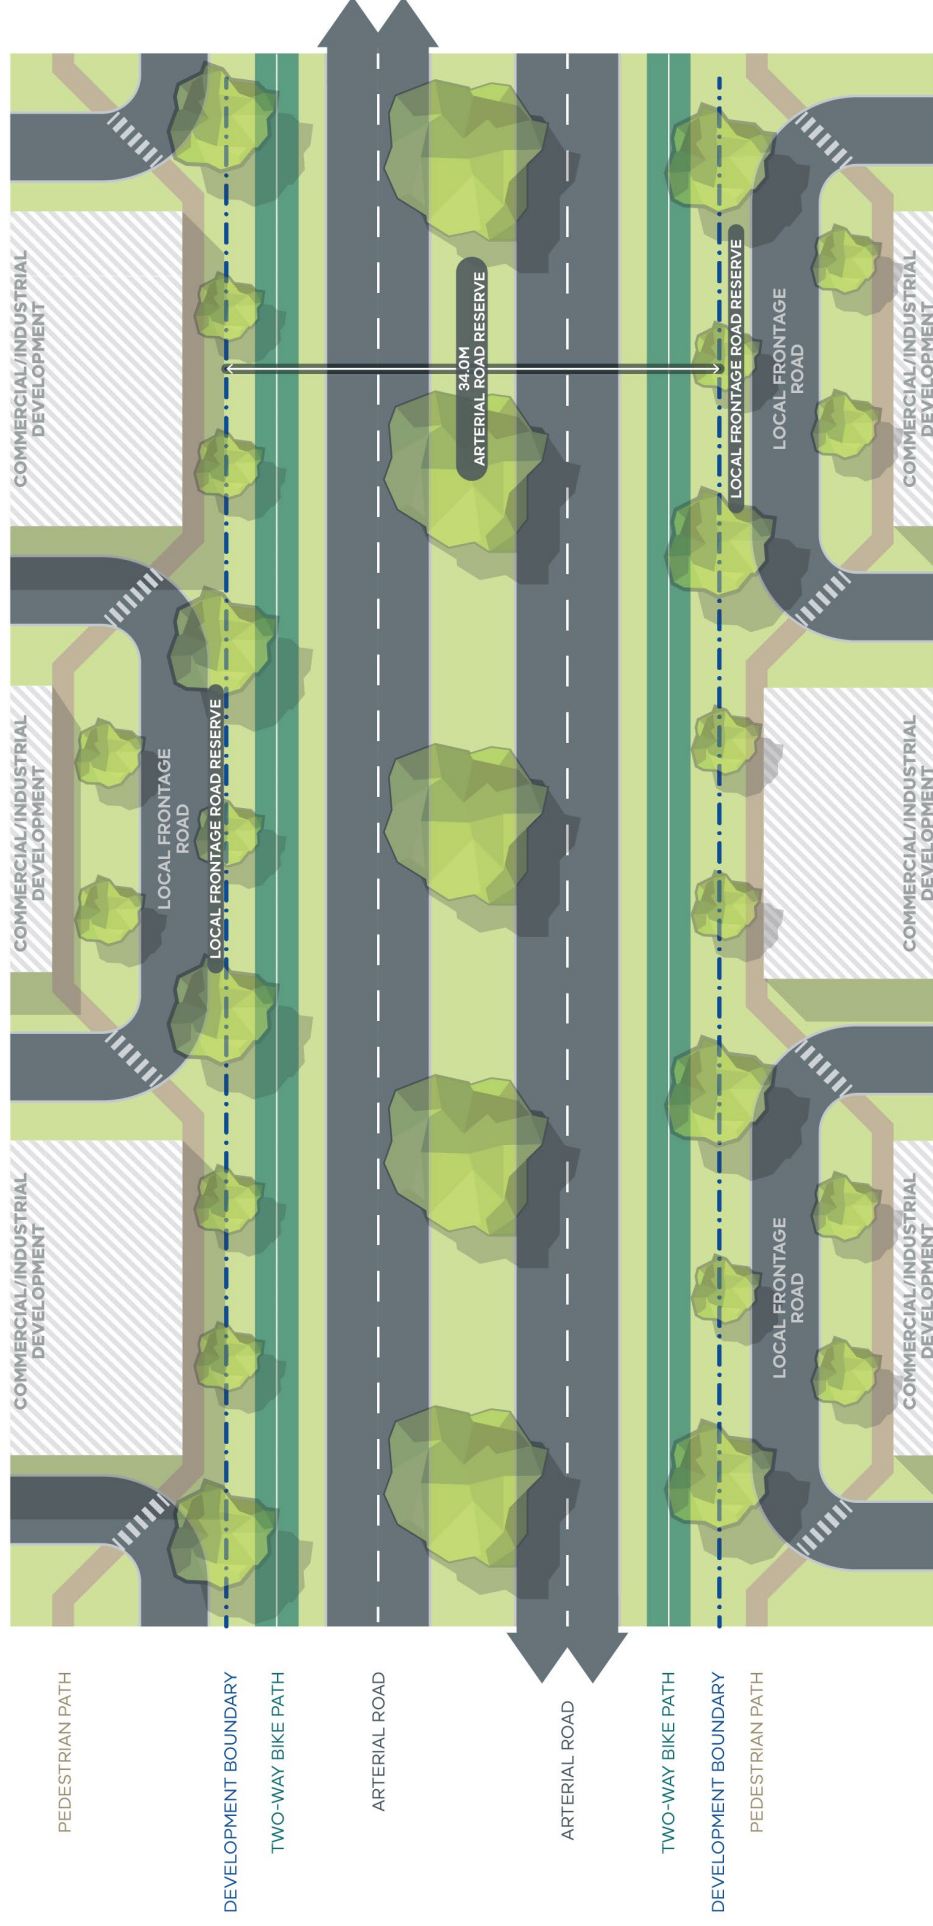 COMMERCIAL/INDUSTRIAL
DEVELOPMENT
COMMERCIAL/INDUSTRIAL
DEVELOPMENT
COMMERCIAL/INDUSTRIAL
DEVELOPMENT
LOCAL FRONTAGE
ROAD
LOCAL FRONTAGE ROAD RESERVE
34.0M
ARTERIAL ROAD RESERVE
LOCAL FRONTAGE ROAD RESERVE
LOCAL FRONTAGE
ROAD
LOCAL FRONTAGE
ROAD
COMMERCIAL/INDUSTRIAL
DEVELOPMENT
COMMERCIAL/INDUSTRIAL
DEVELOPMENT
COMMERCIAL/INDUSTRIAL
DEVELOPMENT
PEDESTRIAN PATH
DEVELOPMENT BOUNDARY
TWO-WAY BIKE PATH
ARTERIAL ROAD
ARTERIAL ROAD
TWO-WAY BIKE PATH
DEVELOPMENT BOUNDARY
PEDESTRIAN PATH